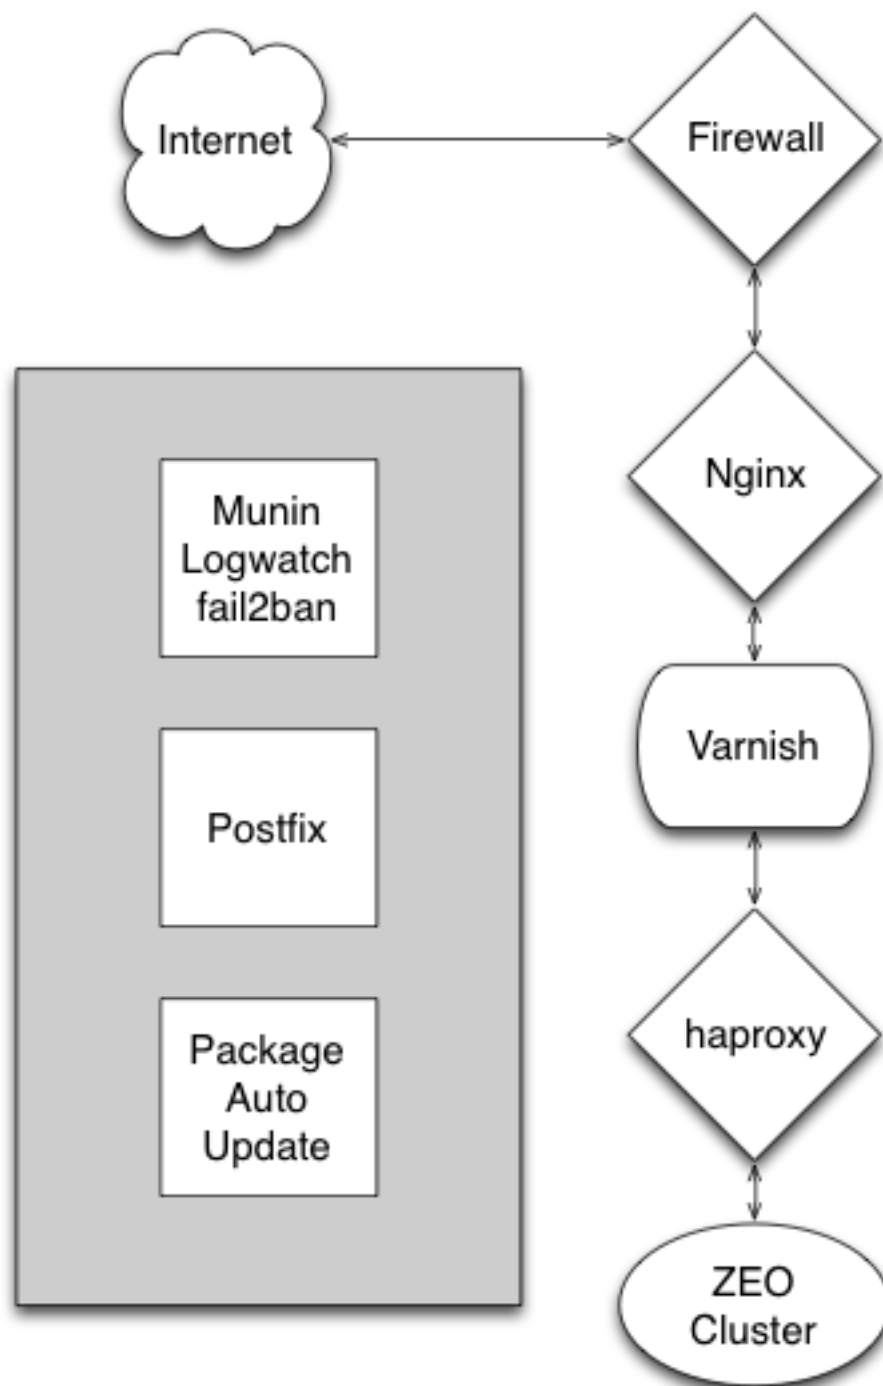 Internet
Firewall
Nginx
Munin
Logwatch
fail2ban
Varnish
Postfix
haproxy
Package
Auto
Update
ZEO
Cluster